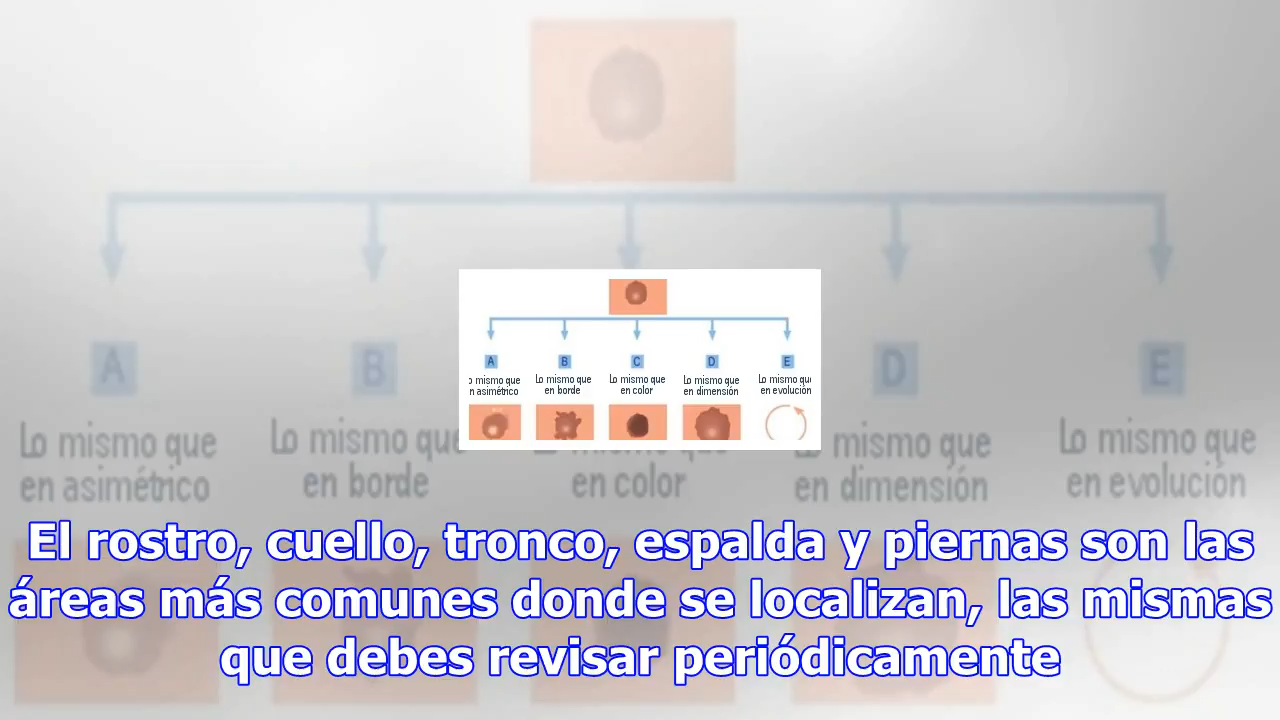 A
B
C
D
E
o mismo que
n asimétrico
Lo mismo que
en borde
Lo mismo que
en color
Lo mismo que
en dimensión
Lo mismo qu
en evolución
A
B
D
E
Lo mismo que
en asimétrico
Lo mismo que
en borde
en color
Lo mismo que
en dimensión
Lo mismo que
en evolución
El rostro, cuello, tronco, espalda y piernas son las
áreas más comunes donde se localizan, las mismas
que debes revisar periódicamente